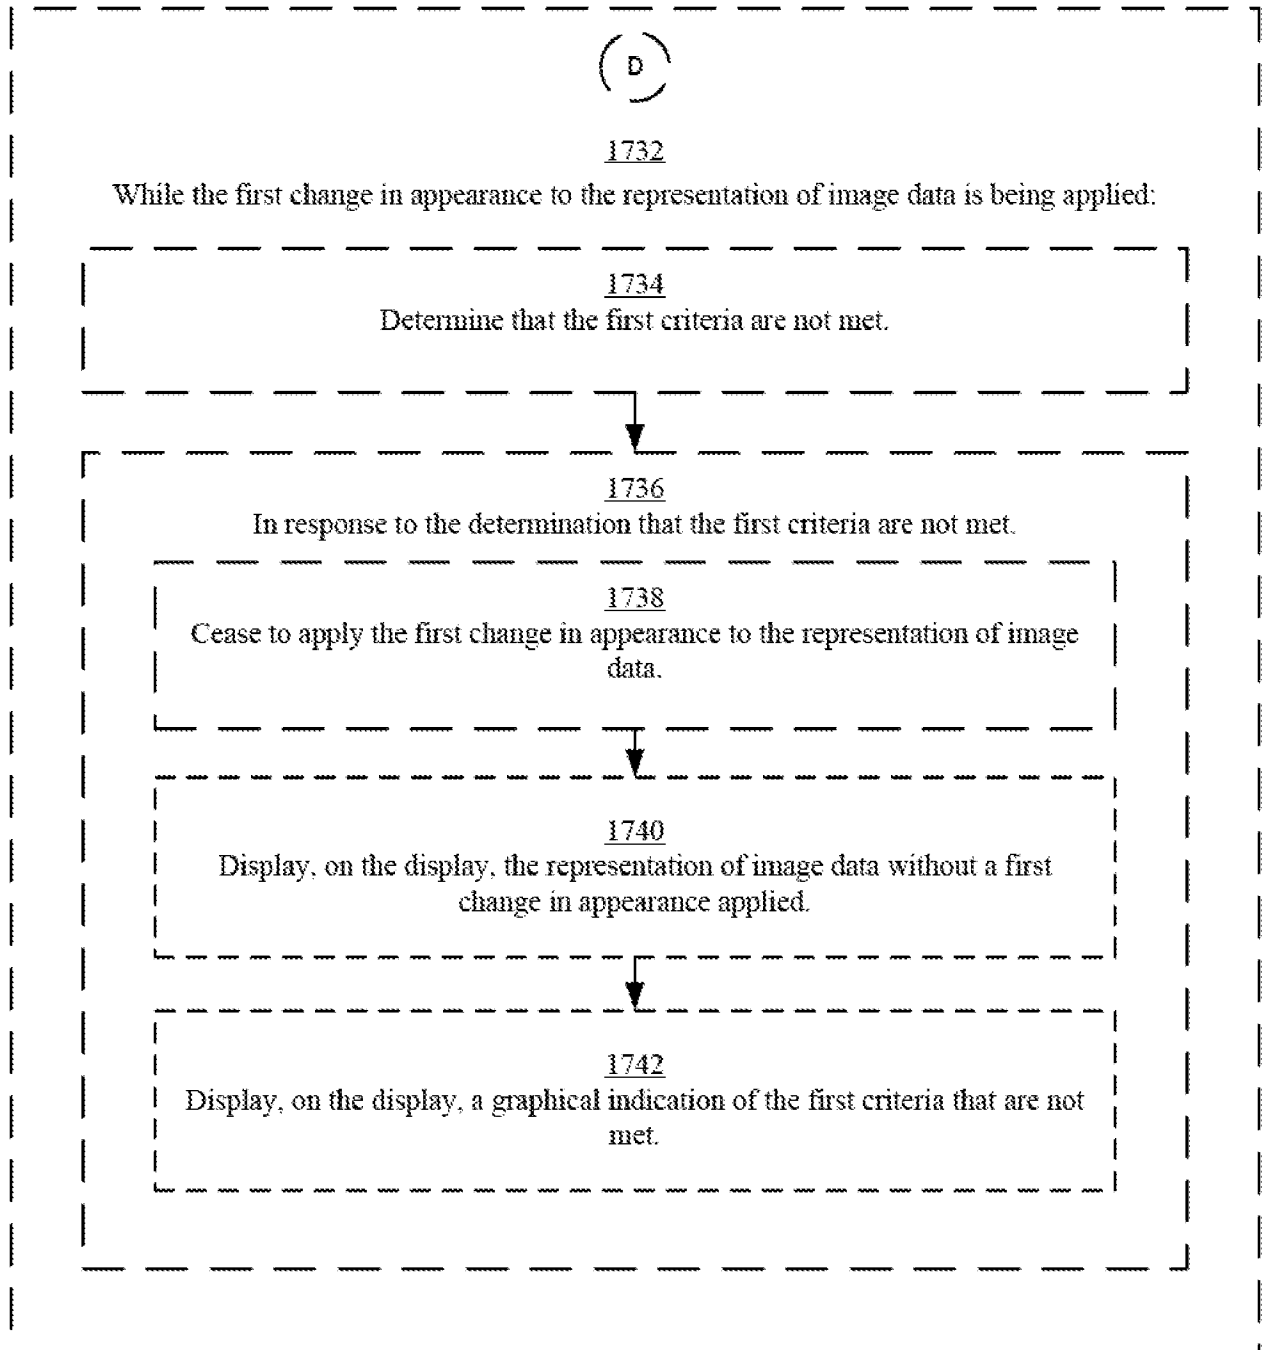 D
1732
While the first change in appearance to the representation of image data is being applied:
1734
Determine that the first criteria are not met.
1736
In response to the determination that the first criteria are not met.
1738
Cease to apply the first change in appearance to the representation of image
data.
1740
Display, on the display, the representation of image data without a first
change in appearance applied.
1742
Display, on the display, a graphical indication of the first criteria that are not
met.